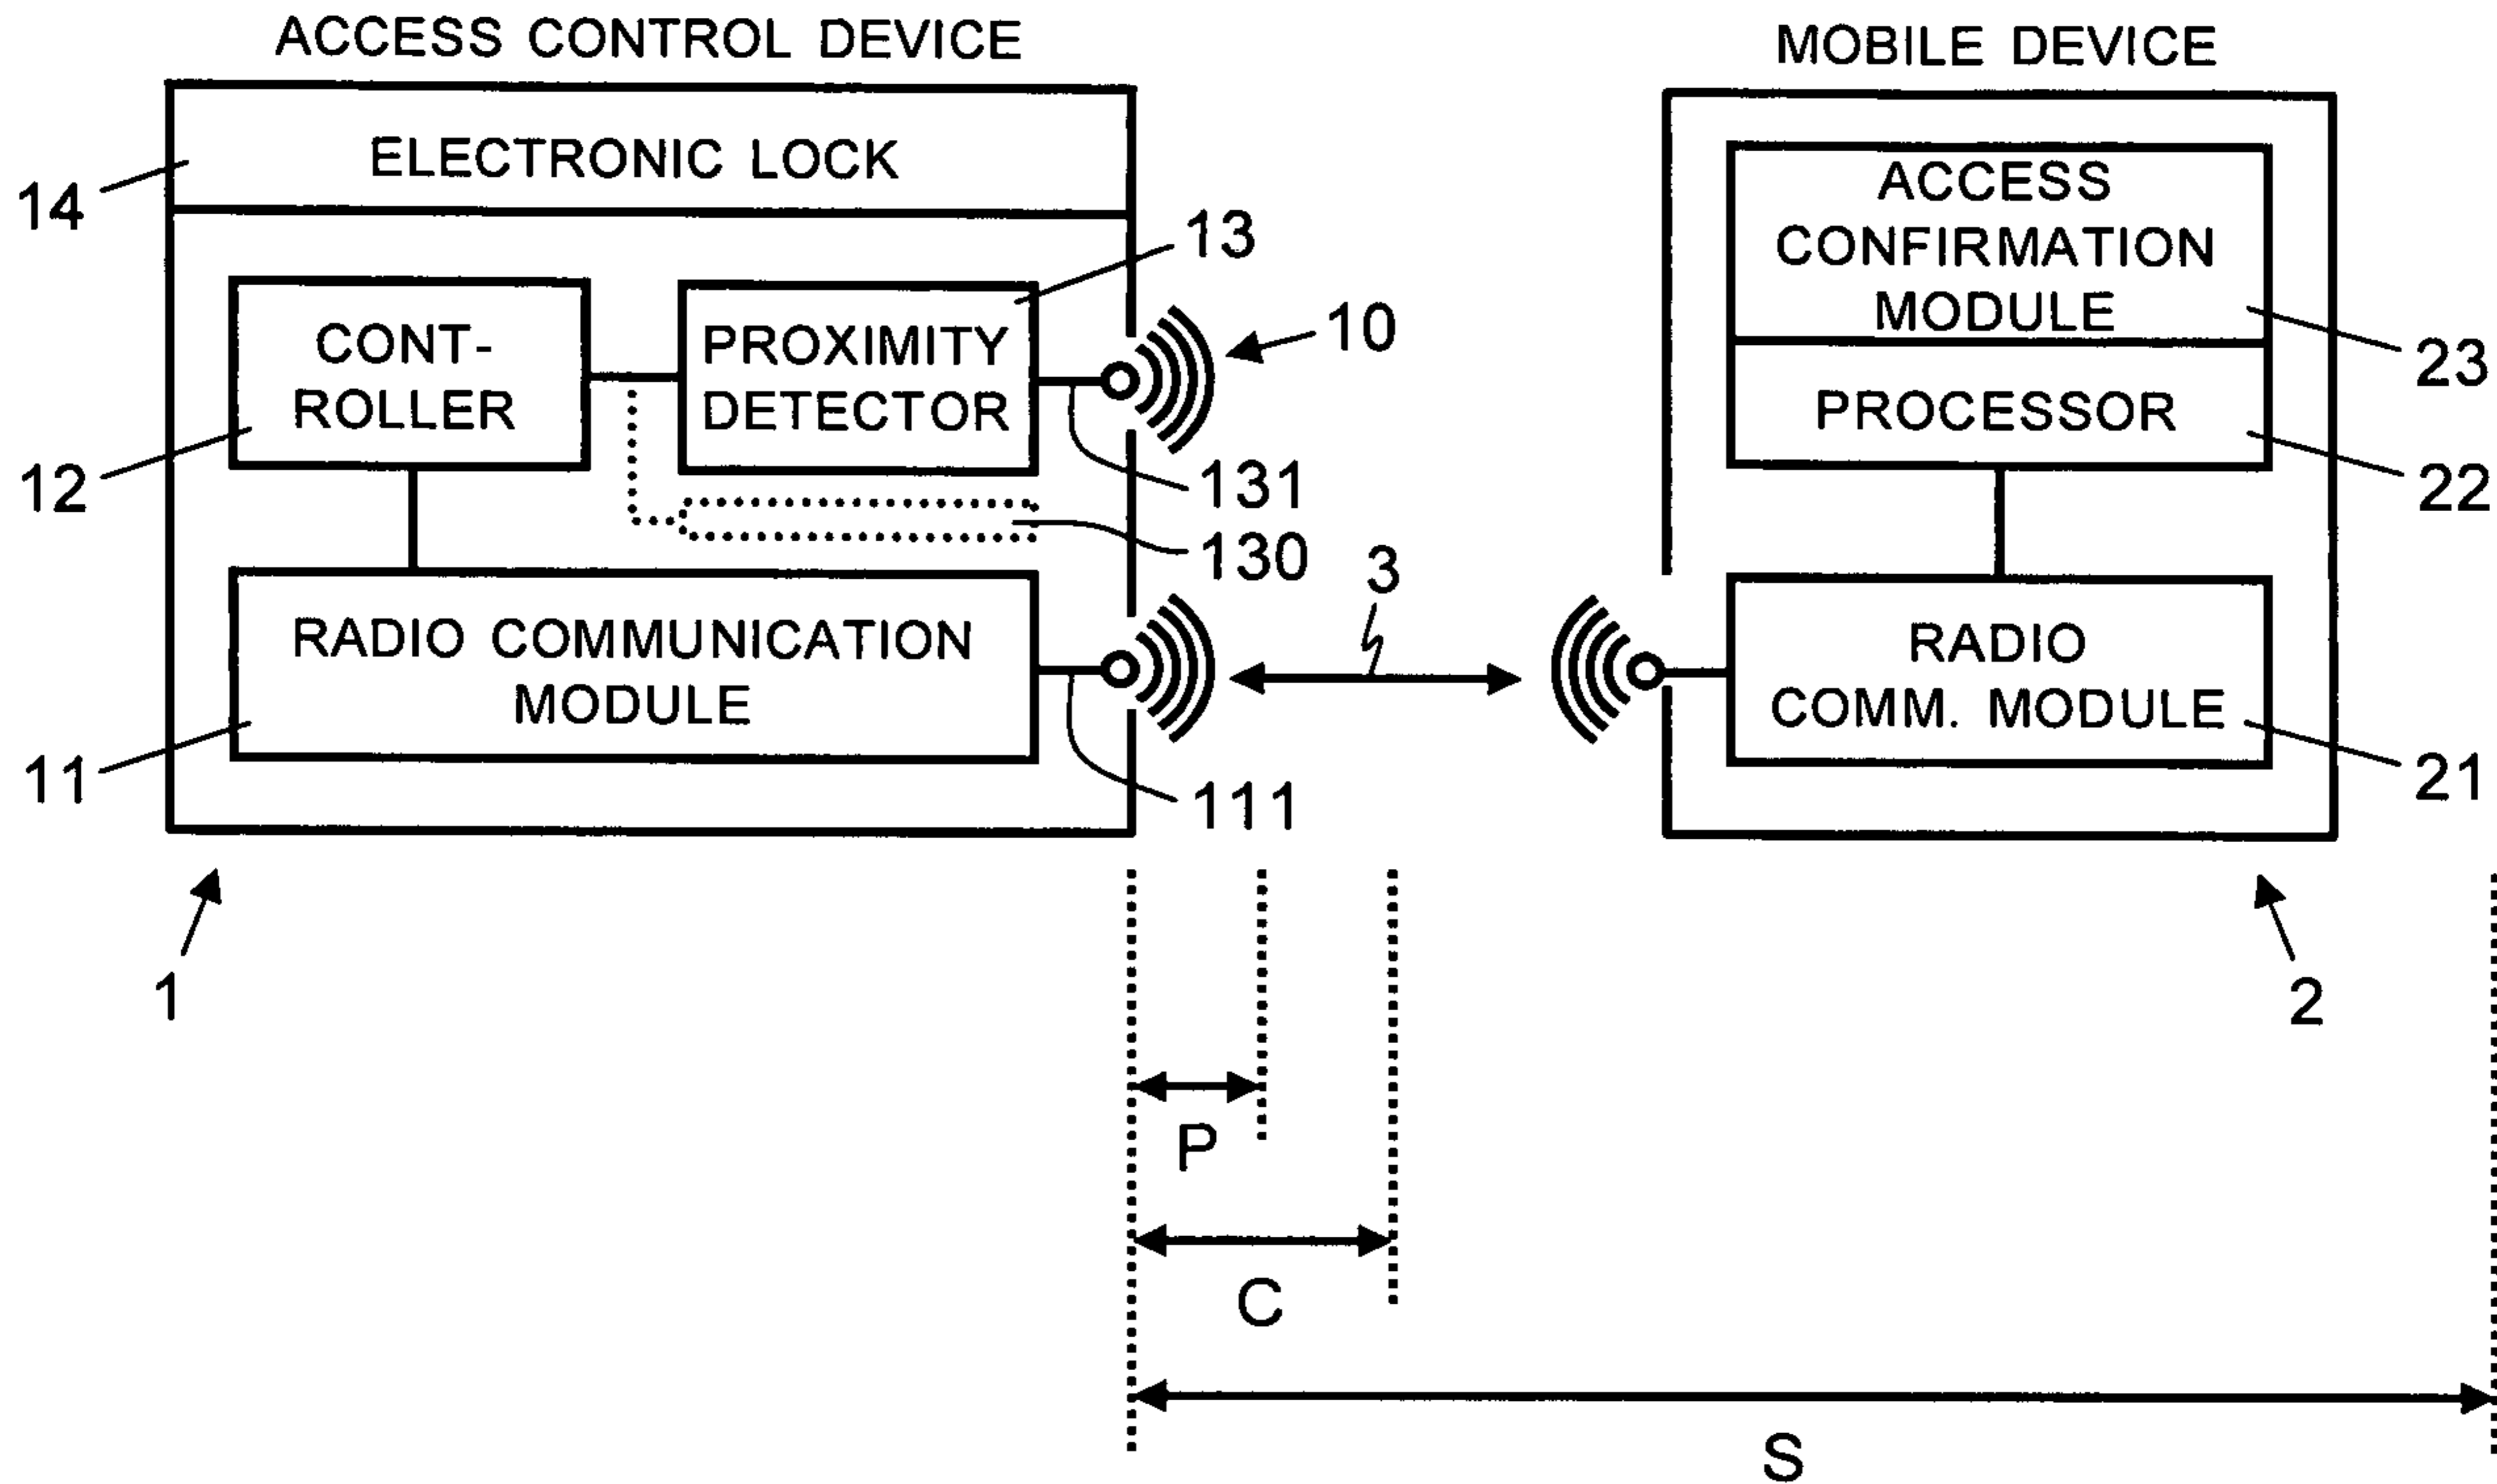 ACCESS CONTROL DEVICE
MOBILE DEVICE
ELECTRONIC LOCK
14
13
CONT-
ROLLER
12
PROXIMITY
DETECTOR
10
131
130
RADIO COMMUNICATION
MODULE
11
111
3
ACCESS
CONFIRMATION
MODULE
23
PROCESSOR
22
RADIO
COMM. MODULE
21
1
2
P
C
S